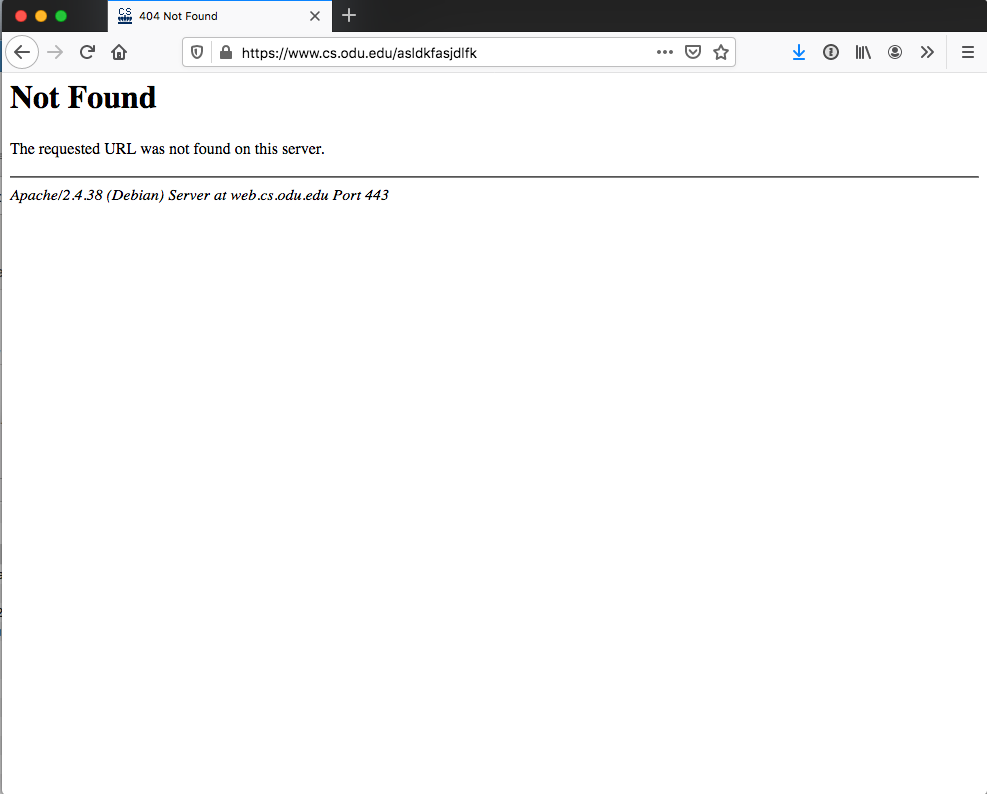 CS
404 Not Found
https://www.cs.odu.edu/asldkfasjdlfk
Not Found
The requested URL was not found on this server.
Apache/2.4.38 (Debian) Server at web.cs.odu.edu Port 443